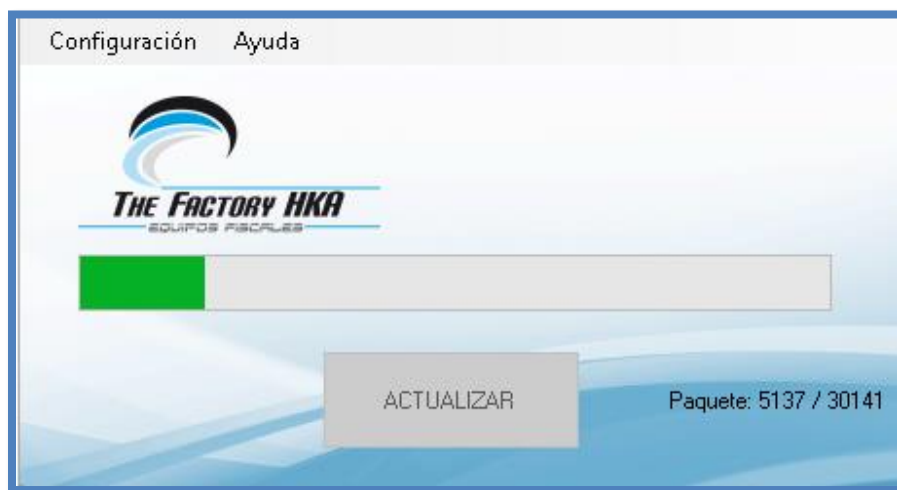 Configuración Ayuda
THE FACTORY HKA
EQUIPOS FISCALES
ACTUALIZAR
Paquete: 5137 / 30141